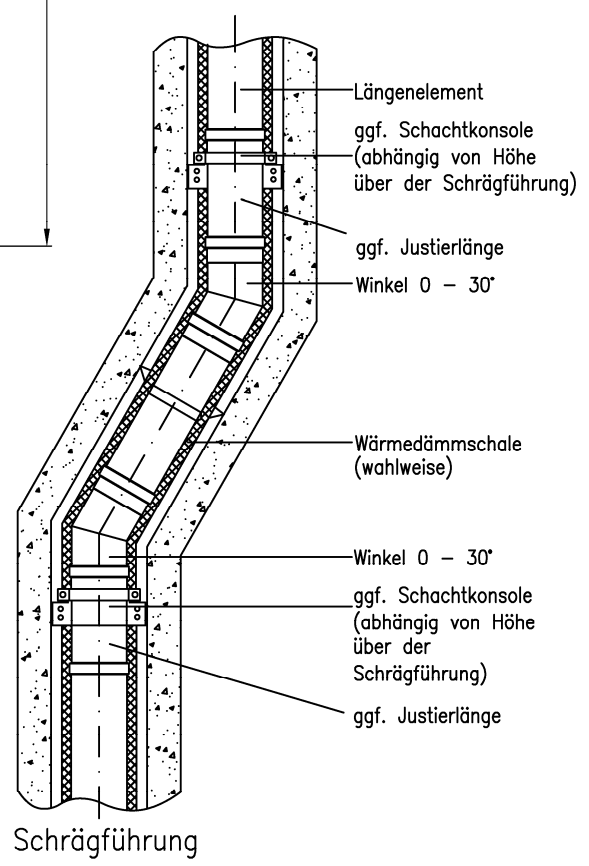 Längenelement
ggf. Schachtkonsole
(abhängig von Höhe
über der Schrägführung)
ggf. Justierlänge
Winkel 0 – 30°
Wärmedämmschale
(wahlweise)
Winkel 0 – 30°
ggf. Schachtkonsole
(abhängig von Höhe
über der
Schrägführung)
ggf. Justierlänge
Schrägführung